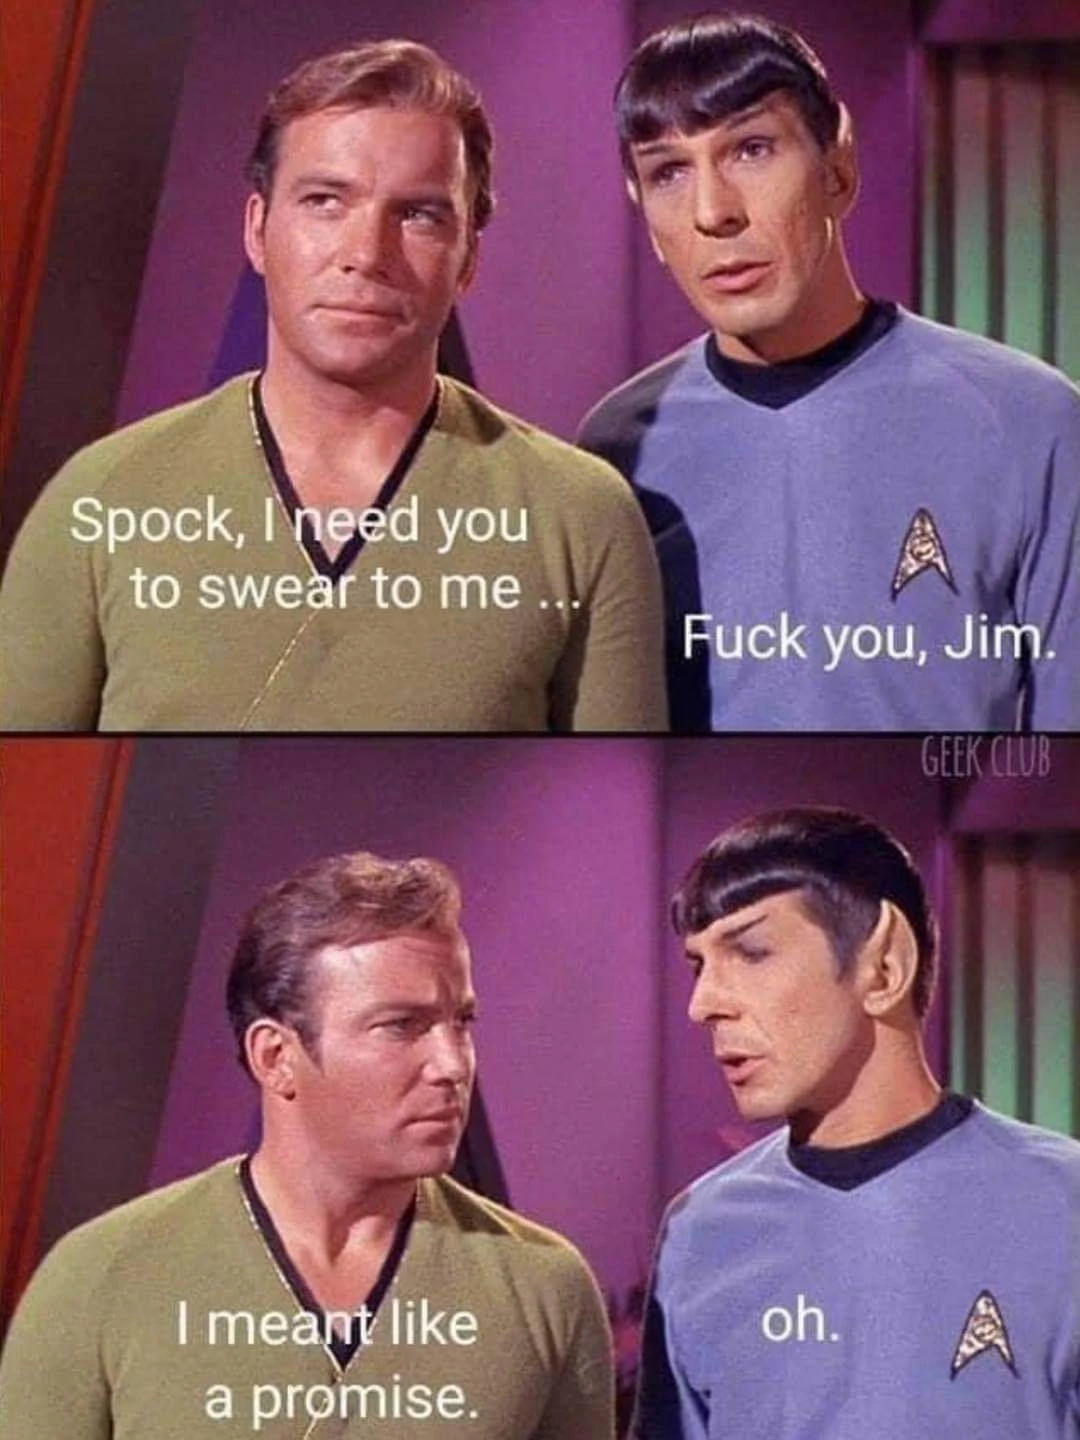 Spock, I need you
to swear to me ...
Fuck you, Jim.
GEEK CLUB
I meant like
a promise.
oh.